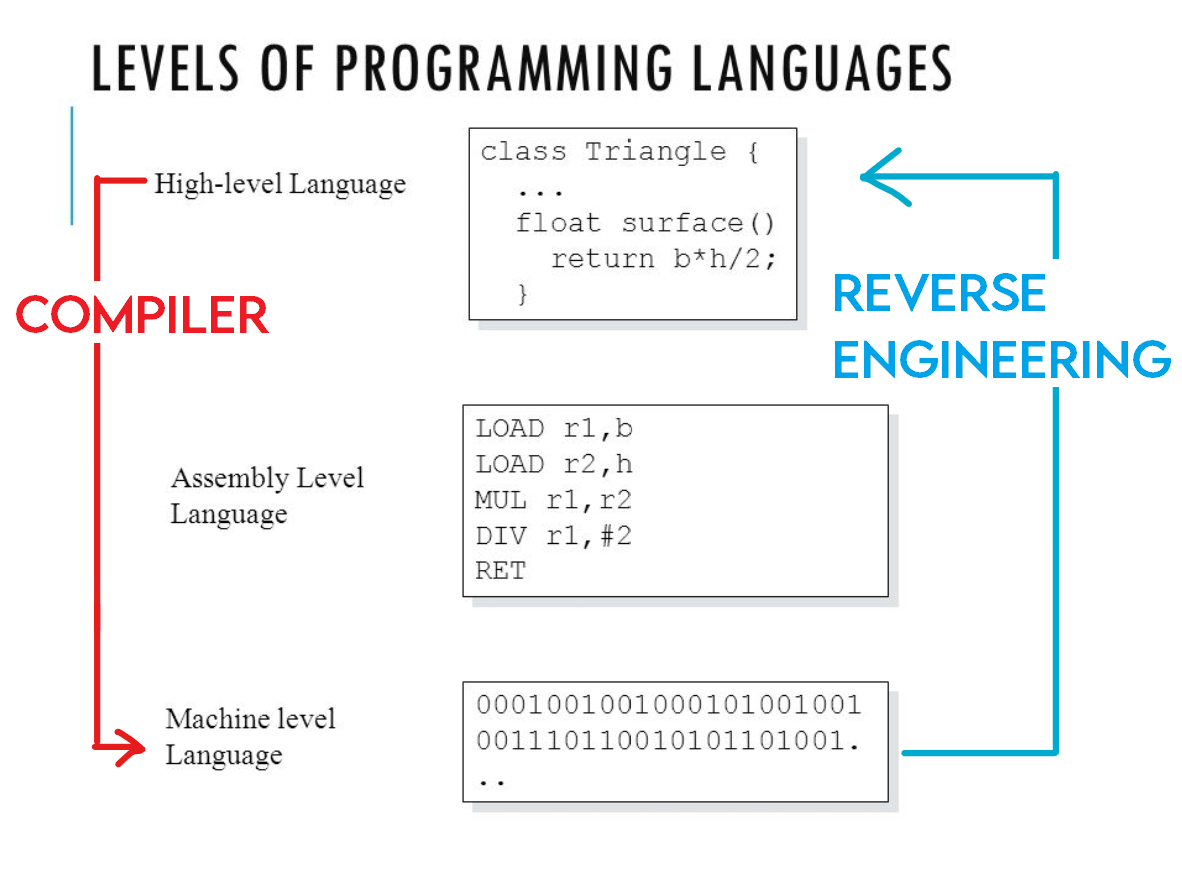 LEVELS OF PROGRAMMING LANGUAGES
High-level Language
class Triangle {
...
float surface()
return b*h/2;
}
COMPILER
REVERSE
ENGINEERING
Assembly Level
Language
LOAD r1,b
LOAD r2,h
MUL r1,r2
DIV r1,#2
RET
Machine level
Language
0001001001000101001001
001110110010101101001.
..